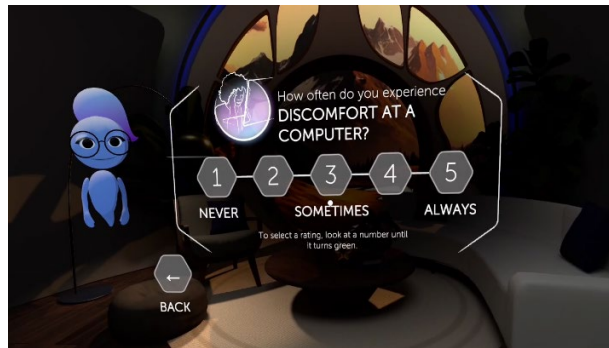 How often do you experience
DISCOMFORT AT A
COMPUTER?
1 2 3 4 5
NEVER SOMETIMES ALWAYS
To select a rating, look at a number until
it turns green.
←
BACK